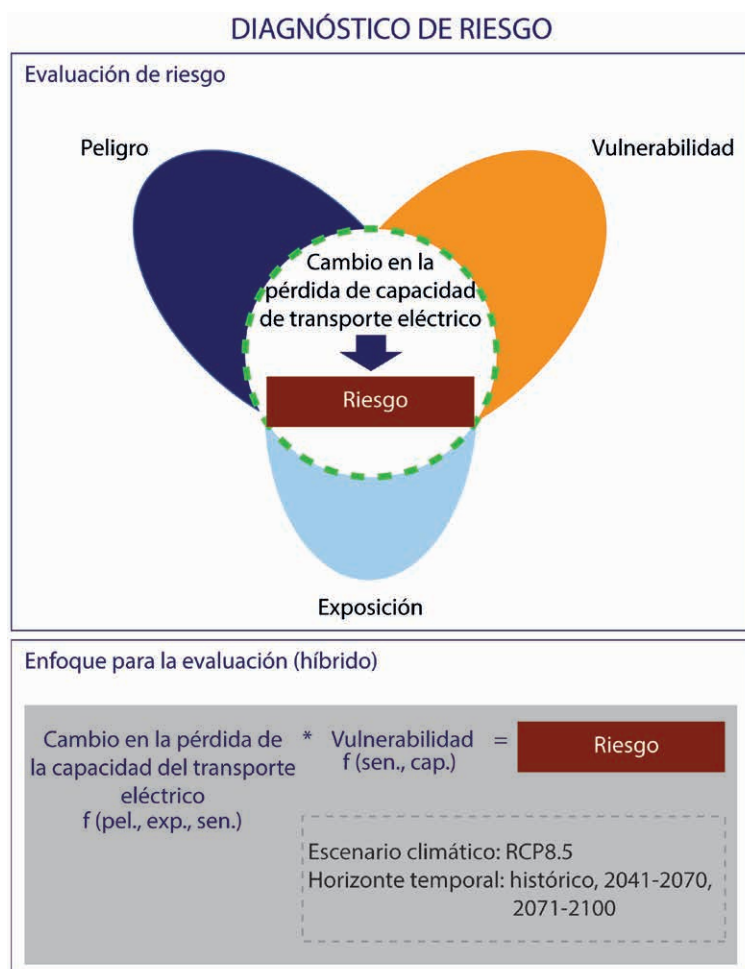 DIAGNÓSTICO DE RIESGO
Evaluación de riesgo
Peligro
Vulnerabilidad
Cambio en la
pérdida de capacidad
de transporte eléctrico
Riesgo
Exposición
Enfoque para la evaluación (híbrido)
Cambio en la pérdida de
la capacidad del transporte
eléctrico
f (pel., exp., sen.)
*
Vulnerabilidad
f (sen., cap.)
=
Riesgo
Escenario climático: RCP8.5
Horizonte temporal: histórico, 2041-2070,
2071-2100